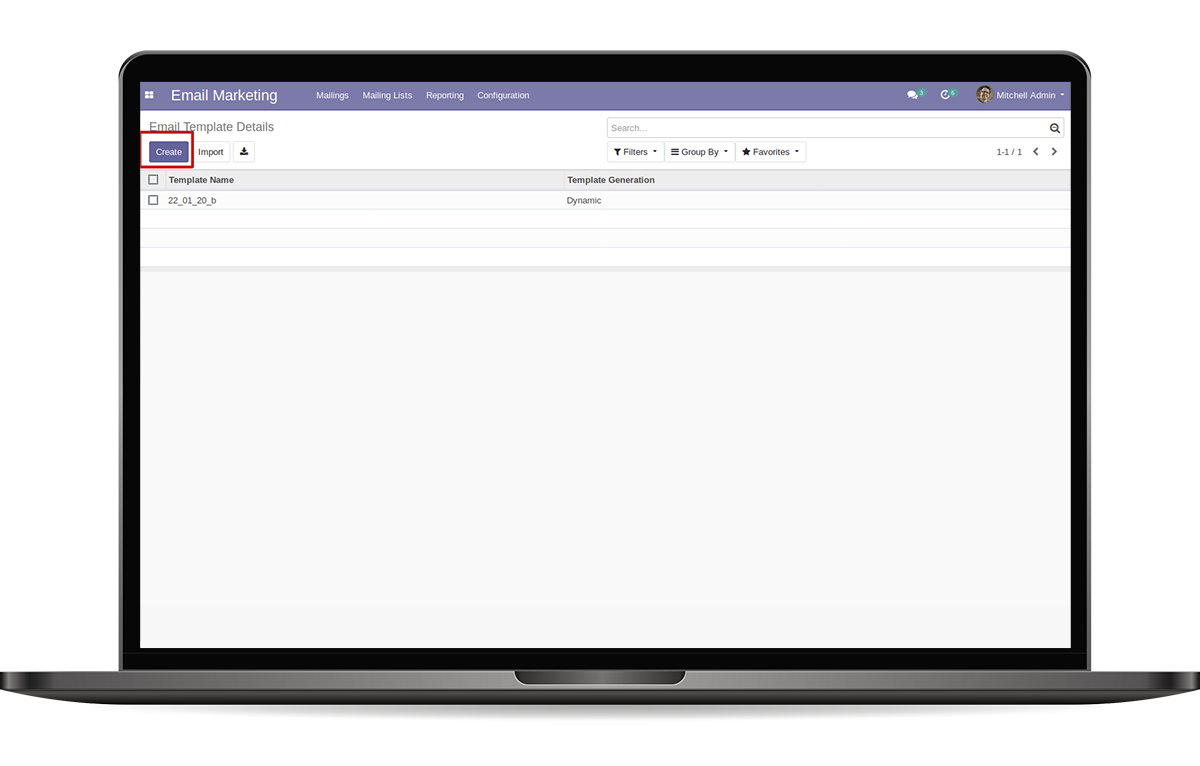 Email Marketing Mailings Mailing Lists Reporting Configuration 3 6 Mitchell Admin
Email Template Details Search...
Create Import Filters Group By Favorites 1-1 / 1
Template Name Template Generation
22_01_20_b Dynamic